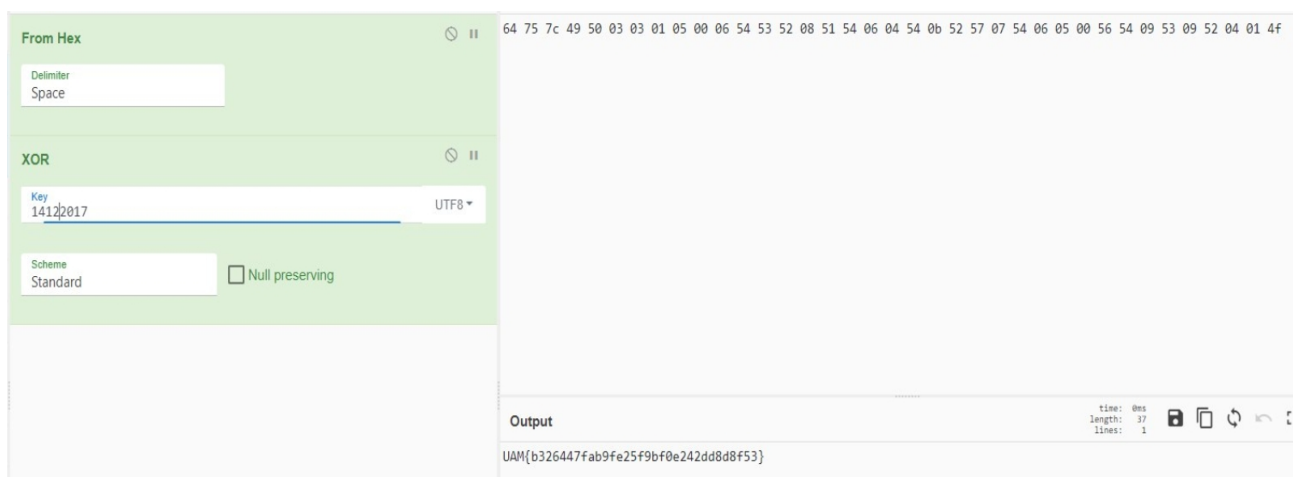 From Hex
Delimiter
Space
XOR
Key
14122017
UTF8
Scheme
Standard
Null preserving
64 75 7c 49 50 03 03 01 05 00 06 54 53 52 08 51 54 06 04 54 0b 52 57 07 54 06 05 00 56 54 09 53 09 52 04 01 4f
Output
time: 0ms
length: 37
lines: 1
UAM{b326447fab9fe25f9bf0e242dd8d8f53}